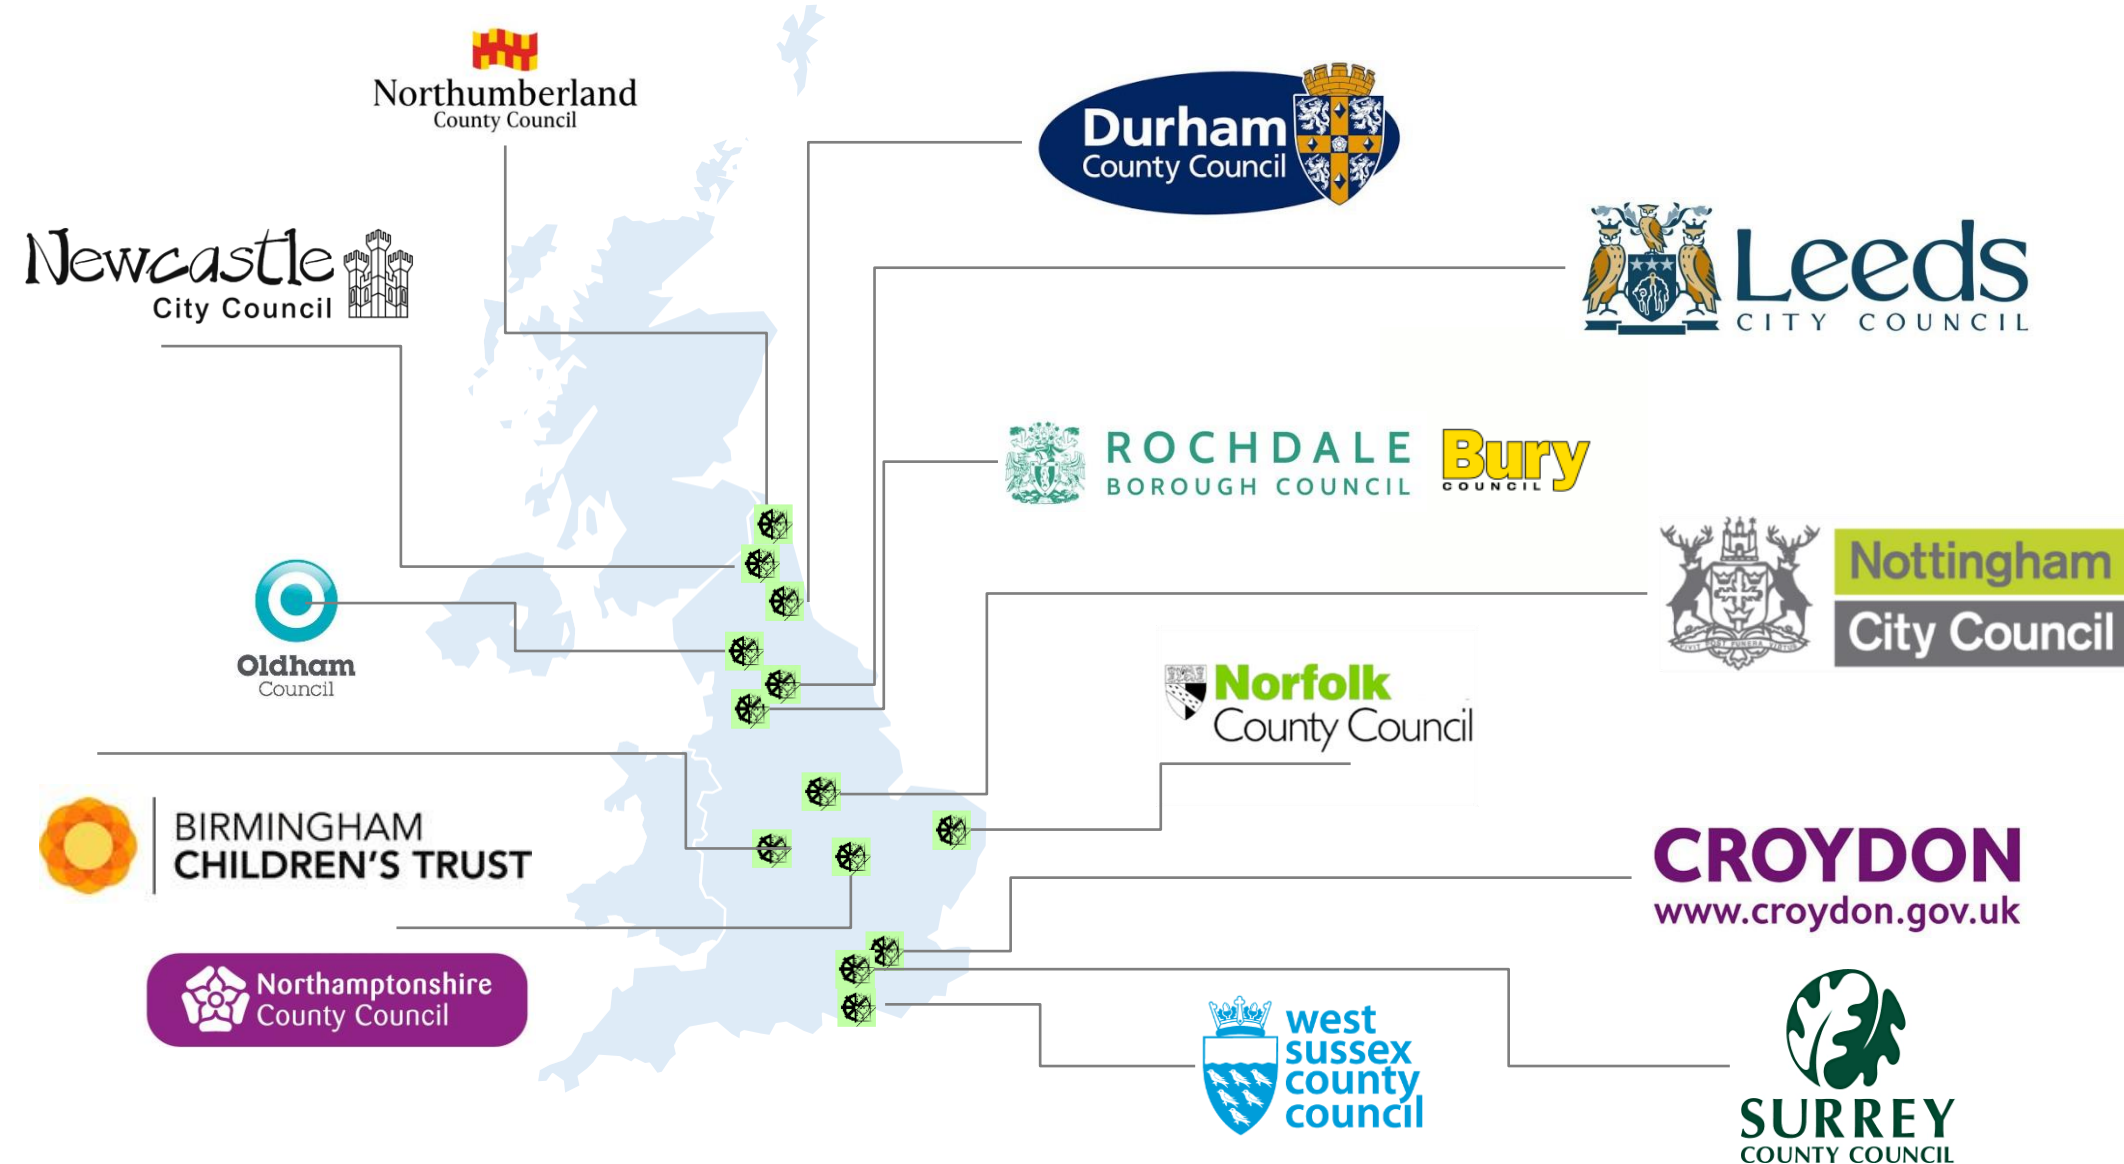 Northumberland
County Council
Durham
County Council
Newcastle
City Council
Leeds
CITY COUNCIL
ROCHDALE
BOROUGH COUNCIL
Bury
COUNCIL
Nottingham
City Council
Oldham
Council
Norfolk
County Council
BIRMINGHAM
CHILDREN'S TRUST
CROYDON
www.croydon.gov.uk
Northamptonshire
County Council
west
sussex
county
council
SURREY
COUNTY COUNCIL